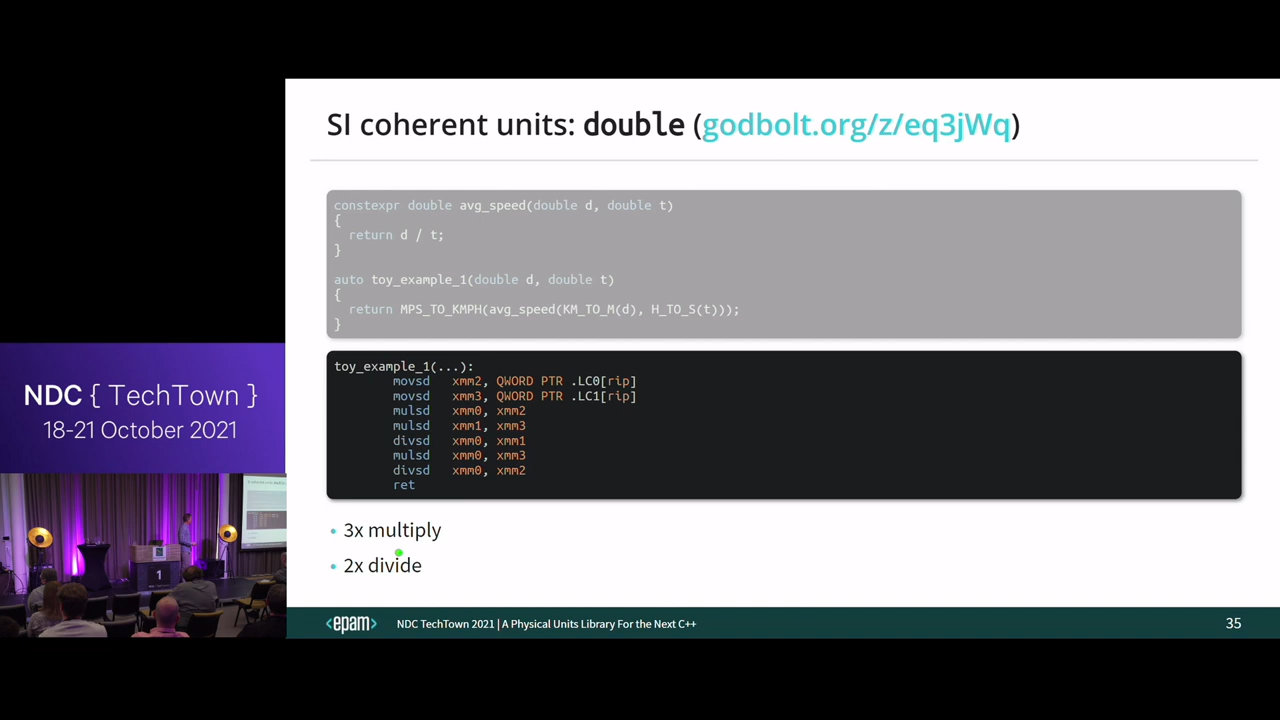 SI coherent units: double (godbolt.org/z/eq3jWq)
constexpr double avg_speed(double d, double t)
{
  return d / t;
}
auto toy_example_1(double d, double t)
{
  return MPS_TO_KMPH(avg_speed(KM_TO_M(d), H_TO_S(t)));
}
toy_example_1(...):
        movsd   xmm2, QWORD PTR .LC0[rip]
        movsd   xmm3, QWORD PTR .LC1[rip]
        mulsd   xmm0, xmm2
        mulsd   xmm1, xmm3
        divsd   xmm0, xmm1
        mulsd   xmm0, xmm3
        divsd   xmm0, xmm2
        ret
• 3x multiply
• 2x divide
NDC { TechTown }
18-21 October 2021
1
<epam>
NDC TechTown 2021 | A Physical Units Library For the Next C++
35